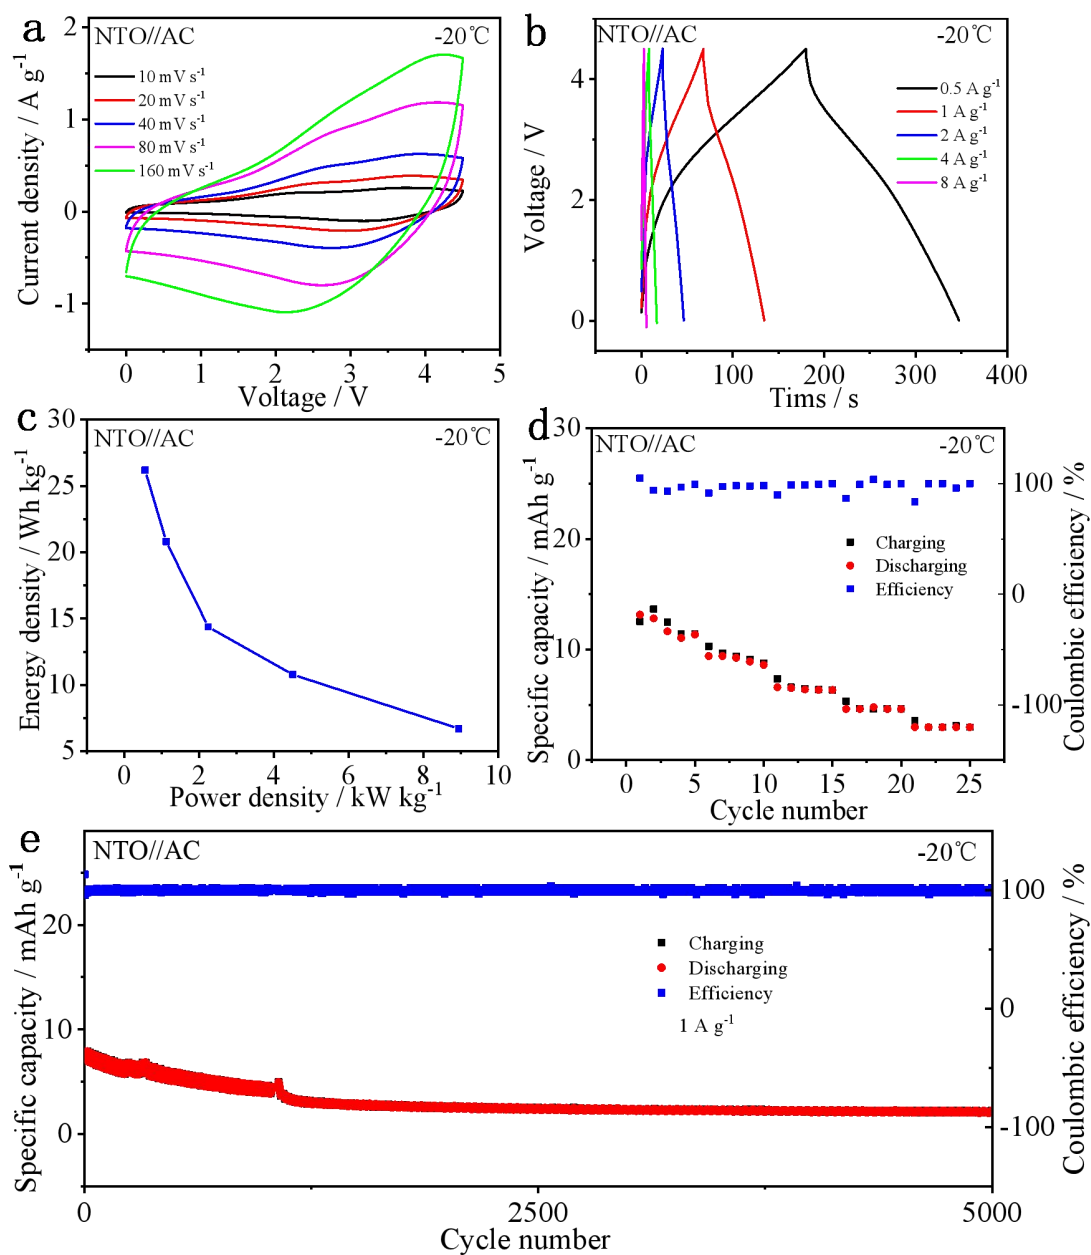 a
NTO//AC
-20℃
10 mV s-1
20 mV s-1
40 mV s-1
80 mV s-1
160 mV s-1
2
1
0
-1
Current density / A g-1
0 1 2 3 4 5
Voltage / V
b
NTO//AC
-20℃
0.5 A g-1
1 A g-1
2 A g-1
4 A g-1
8 A g-1
4
2
0
Voltage / V
0 100 200 300 400
Tims / s
c
NTO//AC
-20℃
30
25
20
15
10
5
Energy density / Wh kg-1
0 2 4 6 8 10
Power density / kW kg-1
d
NTO//AC
-20℃
Charging
Discharging
Efficiency
30
25
20
15
10
5
0
Specific capacity / mAh g-1
100
0
-100
Coulombic efficiency / %
0 5 10 15 20 25
Cycle number
e
NTO//AC
-20℃
Charging
Discharging
Efficiency
1 A g-1
20
10
0
Specific capacity / mAh g-1
100
0
-100
Coulombic efficiency / %
0 2500 5000
Cycle number